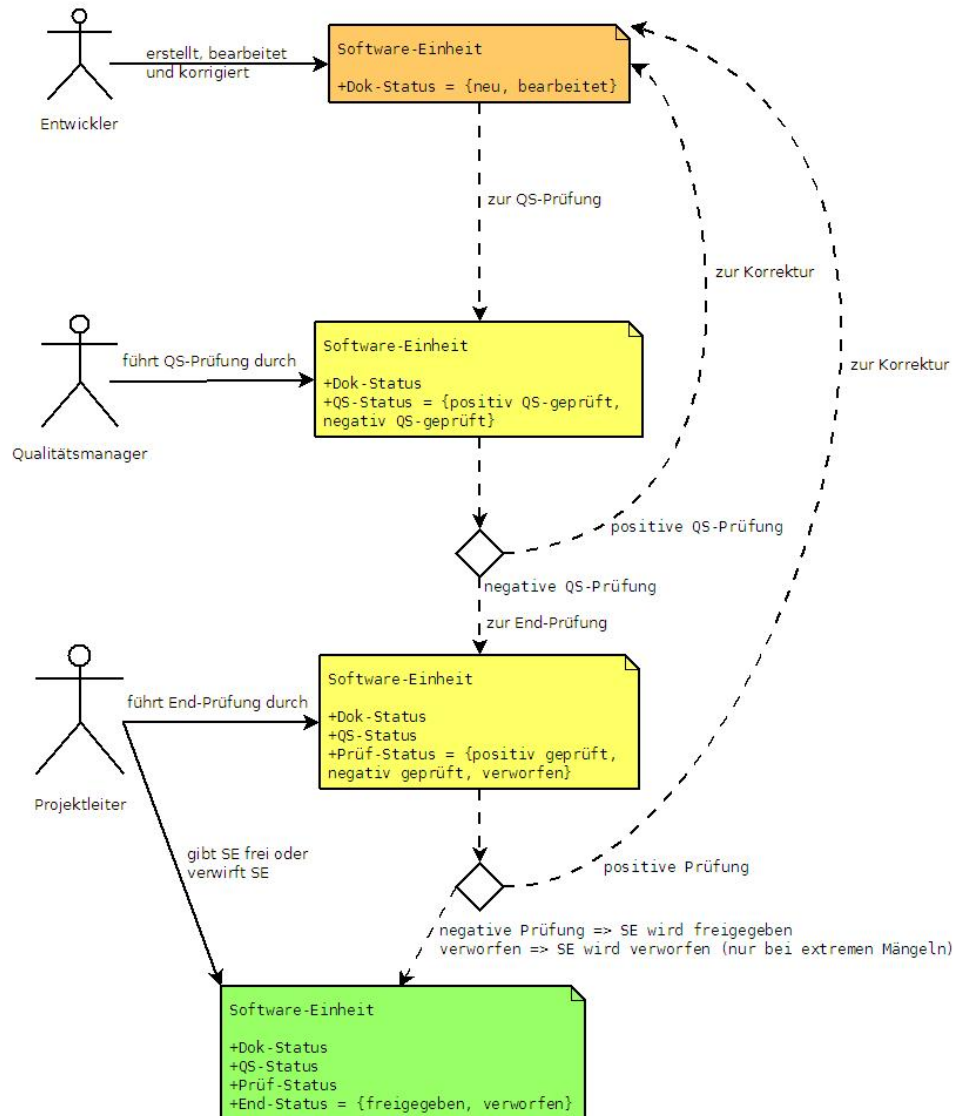 erstellt, bearbeitet
und korrigiert
Entwickler
Software-Einheit
+Dok-Status = {neu, bearbeitet}
zur QS-Prüfung
zur Korrektur
zur Korrektur
führt QS-Prüfung durch
Qualitätsmanager
Software-Einheit
+Dok-Status
+QS-Status = {positiv QS-geprüft,
negativ QS-geprüft}
positive QS-Prüfung
negative QS-Prüfung
zur End-Prüfung
führt End-Prüfung durch
Projektleiter
Software-Einheit
+Dok-Status
+QS-Status
+Prüf-Status = {positiv geprüft,
negativ geprüft, verworfen}
gibt SE frei oder
verwirft SE
positive Prüfung
negative Prüfung => SE wird freigegeben
verworfen => SE wird verworfen (nur bei extremen Mängeln)
Software-Einheit
+Dok-Status
+QS-Status
+Prüf-Status
+End-Status = {freigegeben, verworfen}